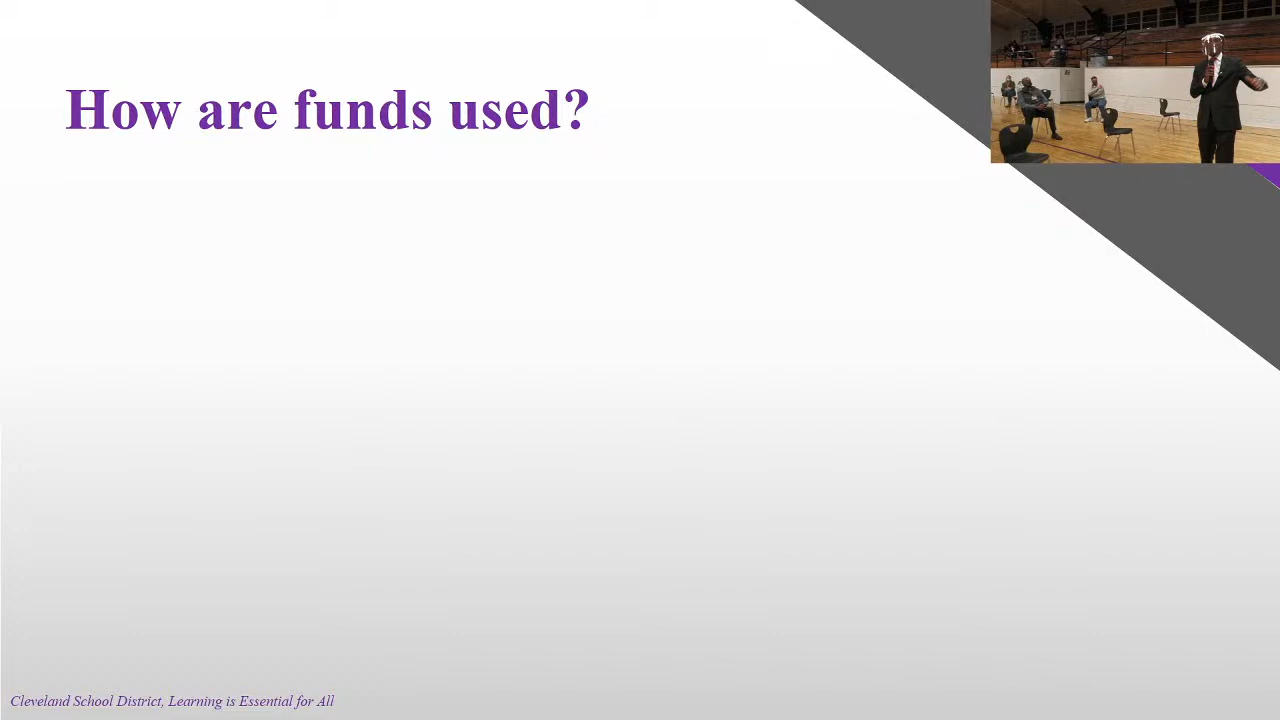 How are funds used?
Cleveland School District, Learning is Essential for All